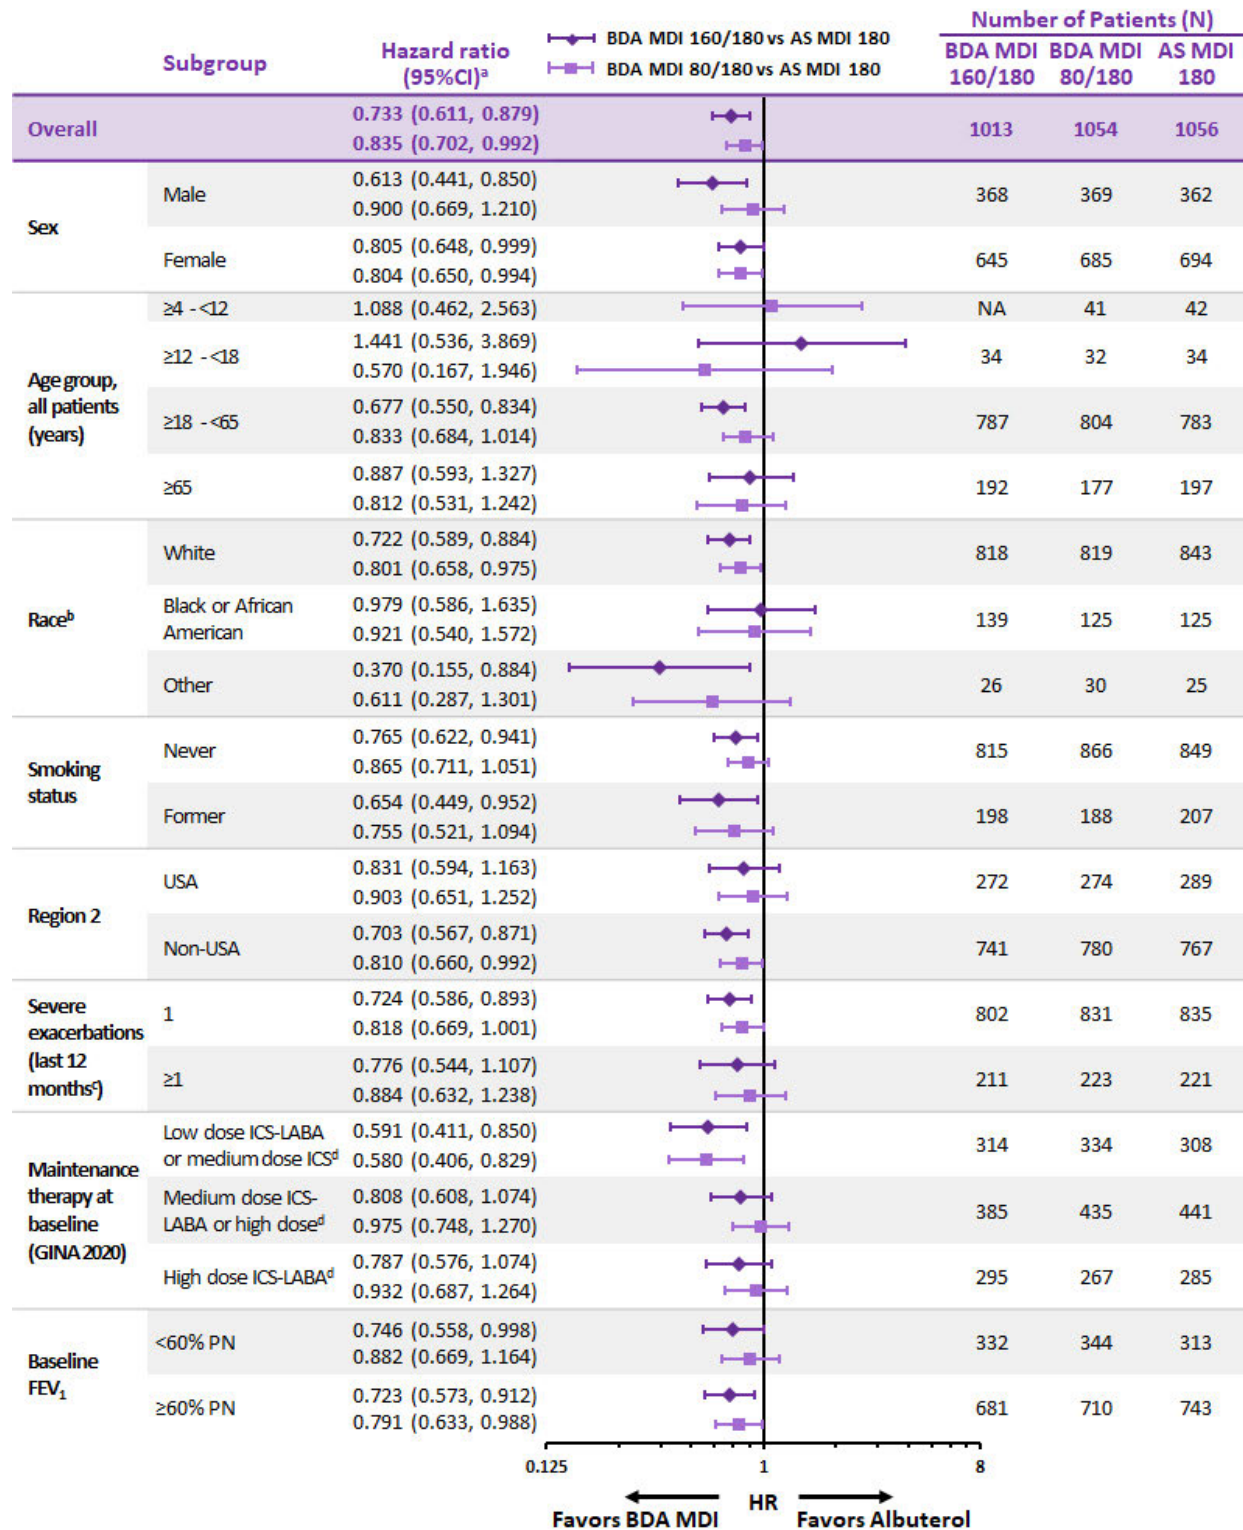 Number of Patients (N)
Subgroup
Hazard ratio
(95%CI)ᵃ
BDA MDI 160/180 vs AS MDI 180
BDA MDI 80/180 vs AS MDI 180
BDA MDI
160/180
BDA MDI
80/180
AS MDI
180
Overall
0.733 (0.611, 0.879)
0.835 (0.702, 0.992)
1013 1054 1056
Sex
Male
0.613 (0.441, 0.850)
0.900 (0.669, 1.210)
368 369 362
Female
0.805 (0.648, 0.999)
0.804 (0.650, 0.994)
645 685 694
Age group,
all patients
(years)
≥4 - <12
1.088 (0.462, 2.563)
NA 41 42
≥12 - <18
1.441 (0.536, 3.869)
0.570 (0.167, 1.946)
34 32 34
≥18 - <65
0.677 (0.550, 0.834)
0.833 (0.684, 1.014)
787 804 783
≥65
0.887 (0.593, 1.327)
0.812 (0.531, 1.242)
192 177 197
Raceᵇ
White
0.722 (0.589, 0.884)
0.801 (0.658, 0.975)
818 819 843
Black or African
American
0.979 (0.586, 1.635)
0.921 (0.540, 1.572)
139 125 125
Other
0.370 (0.155, 0.884)
0.611 (0.287, 1.301)
26 30 25
Smoking
status
Never
0.765 (0.622, 0.941)
0.865 (0.711, 1.051)
815 866 849
Former
0.654 (0.449, 0.952)
0.755 (0.521, 1.094)
198 188 207
Region 2
USA
0.831 (0.594, 1.163)
0.903 (0.651, 1.252)
272 274 289
Non-USA
0.703 (0.567, 0.871)
0.810 (0.660, 0.992)
741 780 767
Severe
exacerbations
(last 12
monthsᶜ)
1
0.724 (0.586, 0.893)
0.818 (0.669, 1.001)
802 831 835
≥1
0.776 (0.544, 1.107)
0.884 (0.632, 1.238)
211 223 221
Maintenance
therapy at
baseline
(GINA 2020)
Low dose ICS-LABA
or medium dose ICSᵈ
0.591 (0.411, 0.850)
0.580 (0.406, 0.829)
314 334 308
Medium dose ICS-
LABA or high doseᵈ
0.808 (0.608, 1.074)
0.975 (0.748, 1.270)
385 435 441
High dose ICS-LABAᵈ
0.787 (0.576, 1.074)
0.932 (0.687, 1.264)
295 267 285
Baseline
FEV₁
<60% PN
0.746 (0.558, 0.998)
0.882 (0.669, 1.164)
332 344 313
≥60% PN
0.723 (0.573, 0.912)
0.791 (0.633, 0.988)
681 710 743
0.125 1 8
HR
Favors BDA MDI Favors Albuterol